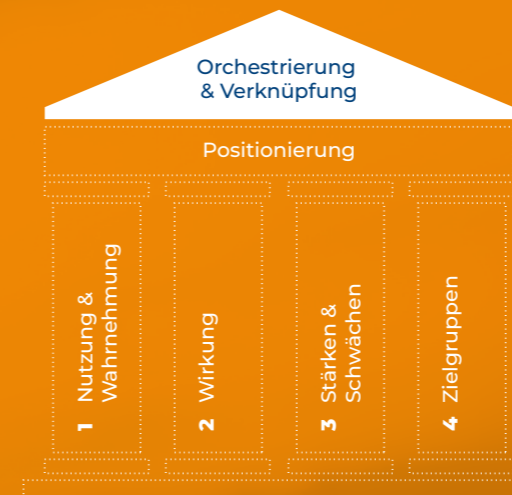 Orchestrierung
& Verknüpfung
Positionierung
1 Nutzung &
Wahrnehmung
2 Wirkung
3 Stärken &
Schwächen
4 Zielgruppen